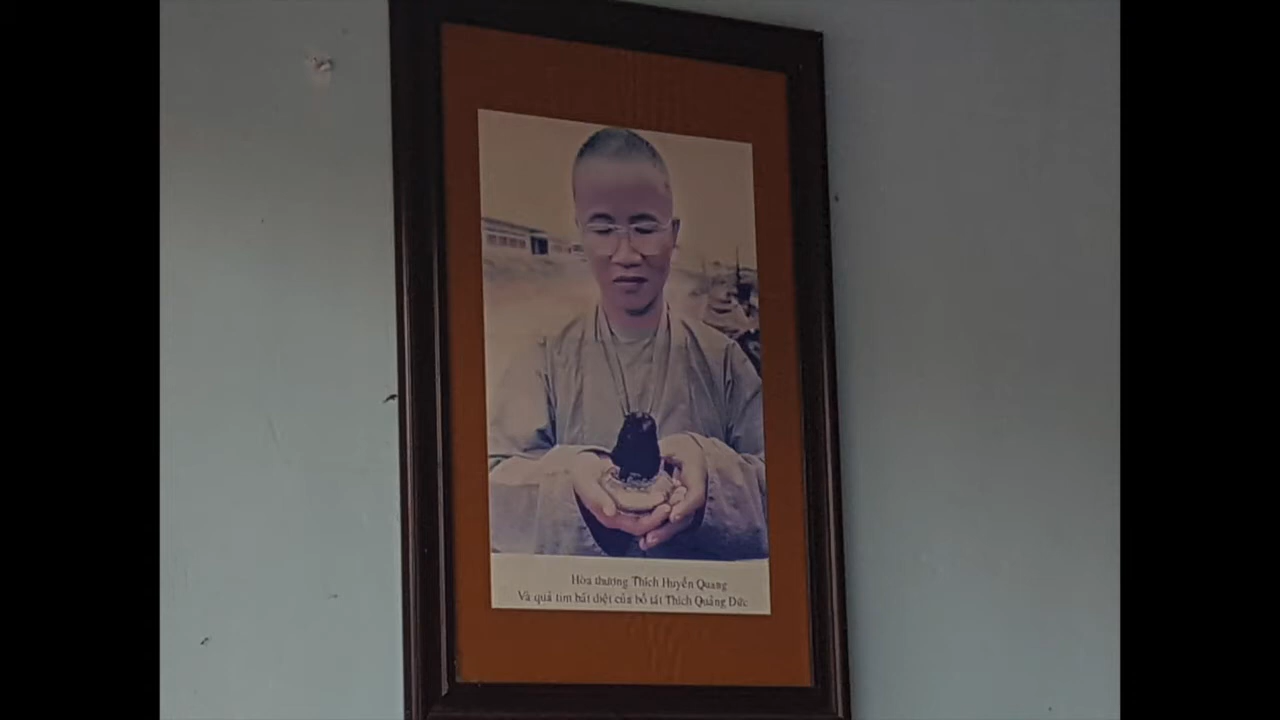 Hòa thượng Thích Huyền Quang
Và quả tim bất diệt của bồ tát Thích Quảng Đức